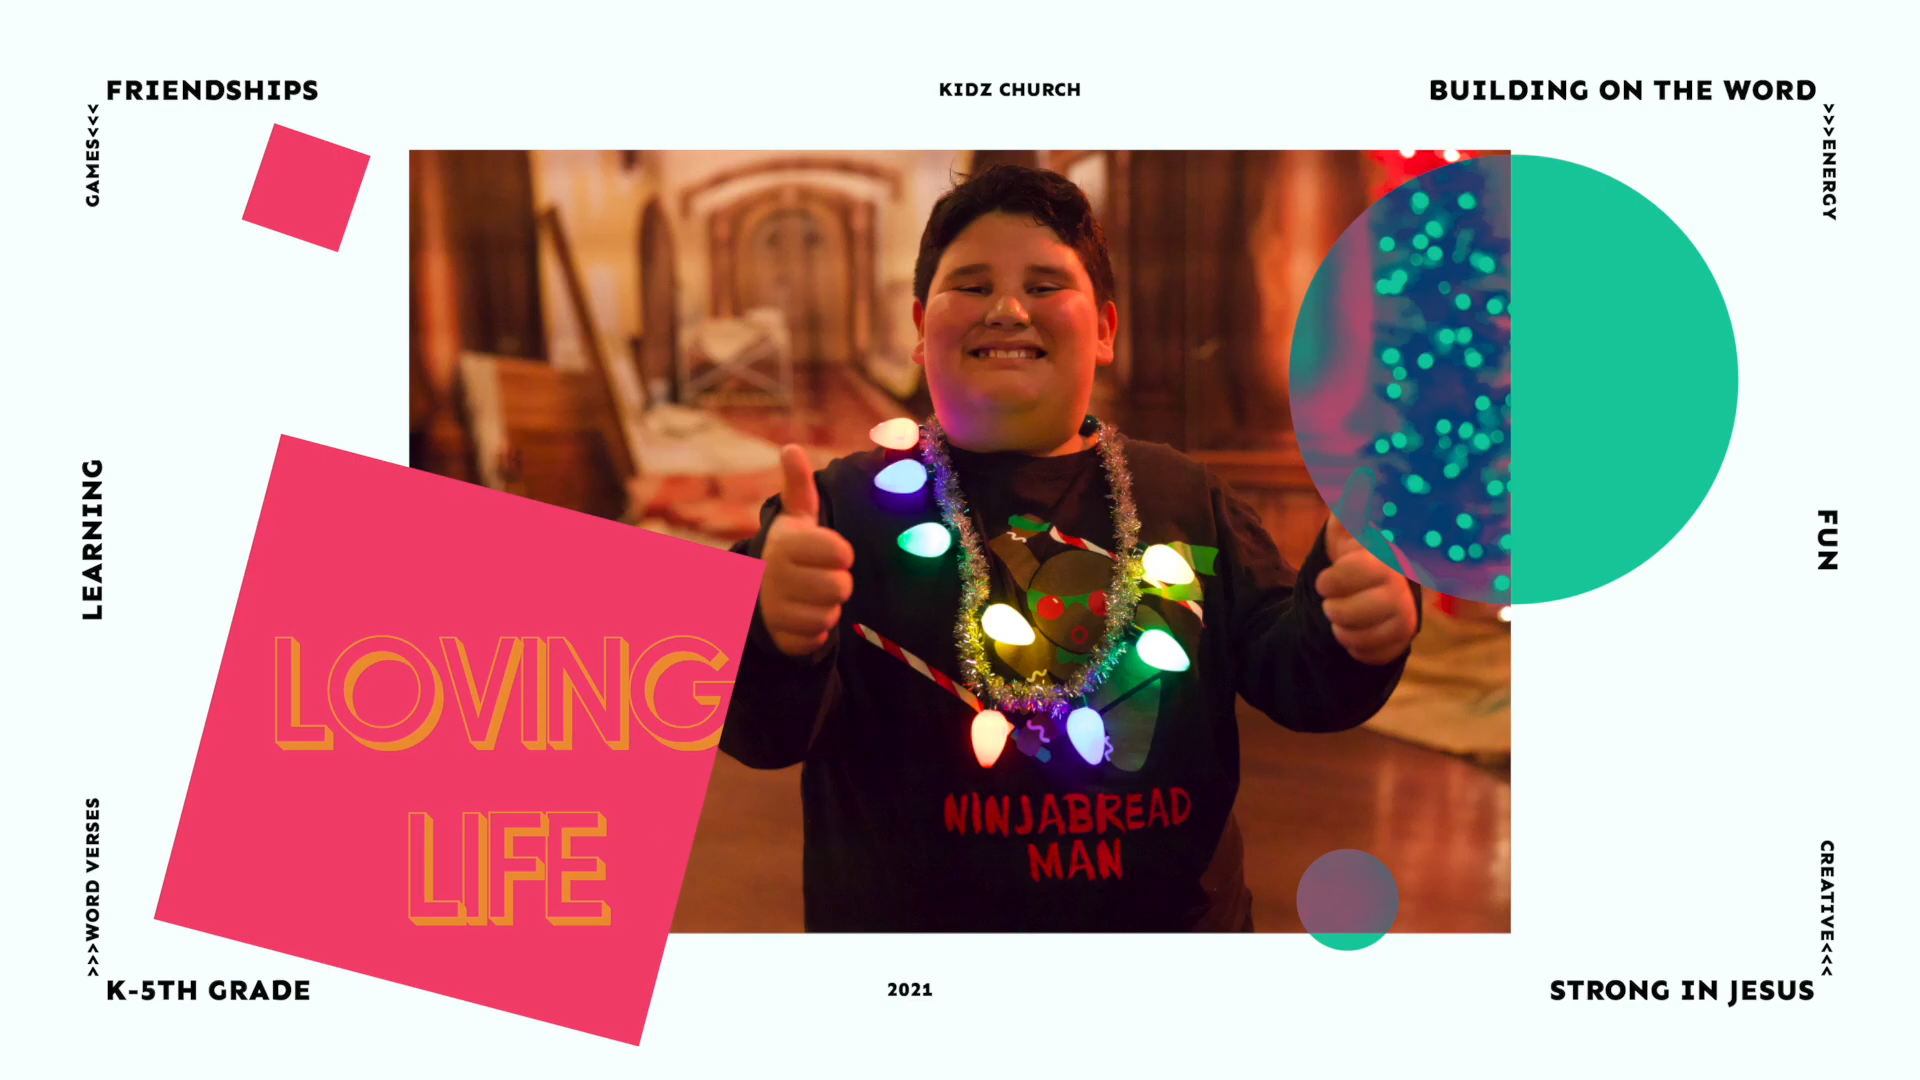 FRIENDSHIPS
KIDZ CHURCH
BUILDING ON THE WORD
GAMES<<<
>>>ENERGY
LEARNING
FUN
LOVING
LIFE
NINJABREAD
MAN
>>>WORD VERSES
CREATIVE<<<
K-5TH GRADE
2021
STRONG IN JESUS